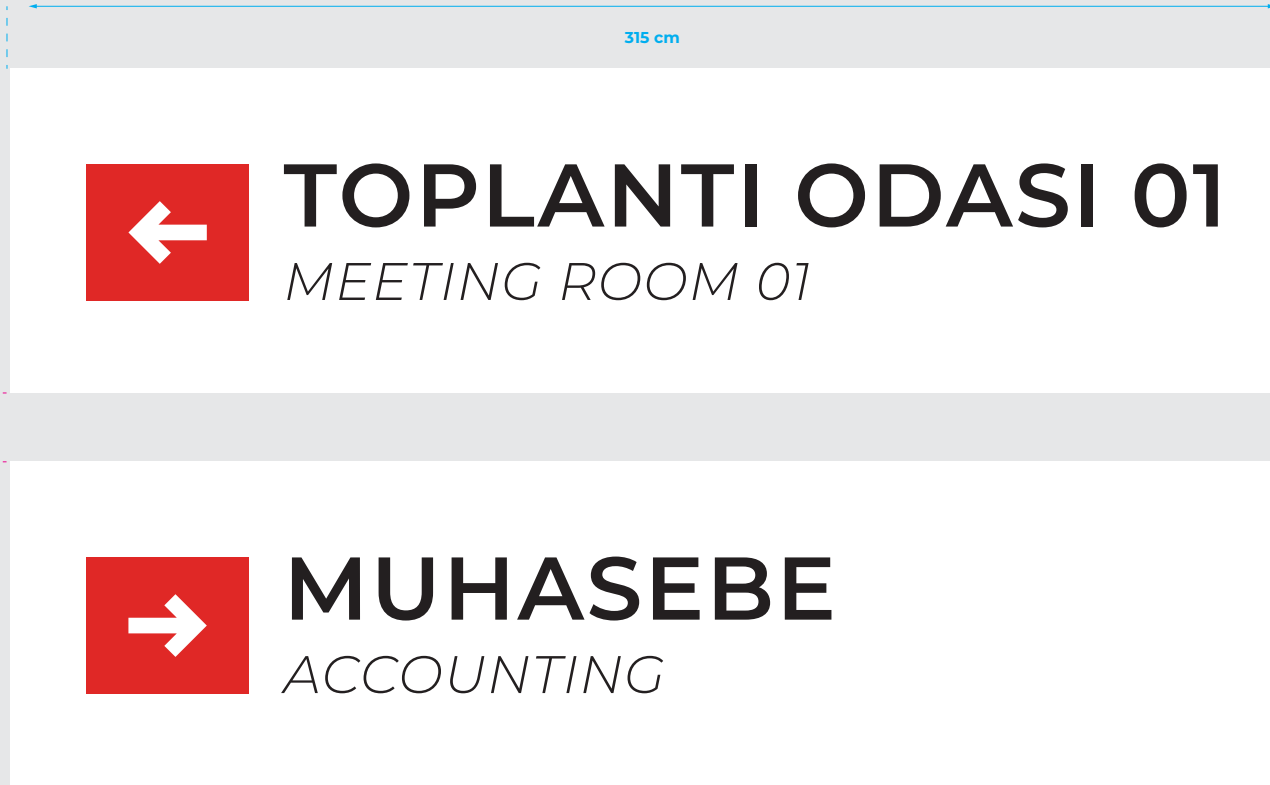 315 cm
TOPLANTI ODASI 01
MEETING ROOM 01
MUHASEBE
ACCOUNTING